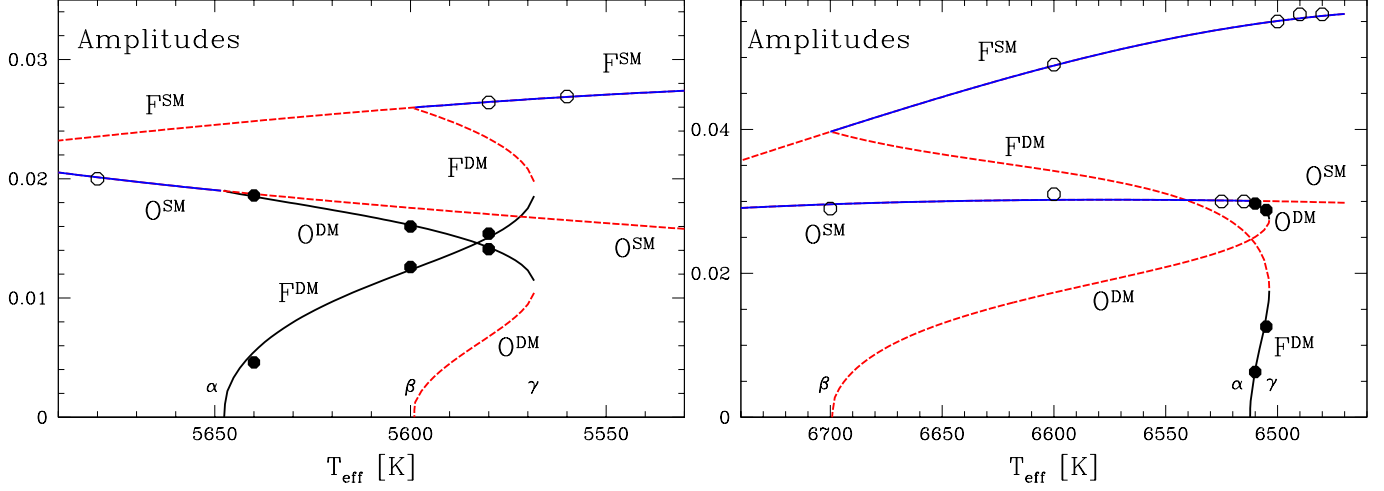 Amplitudes
F^SM
F^SM
F^DM
O^SM
O^DM
O^SM
F^DM
O^DM
α
β
γ
0
0.01
0.02
0.03
5650
5600
5550
T_eff [K]
Amplitudes
F^SM
F^DM
O^SM
O^SM
O^DM
O^DM
F^DM
β
α
γ
0
0.02
0.04
6700
6650
6600
6550
6500
T_eff [K]